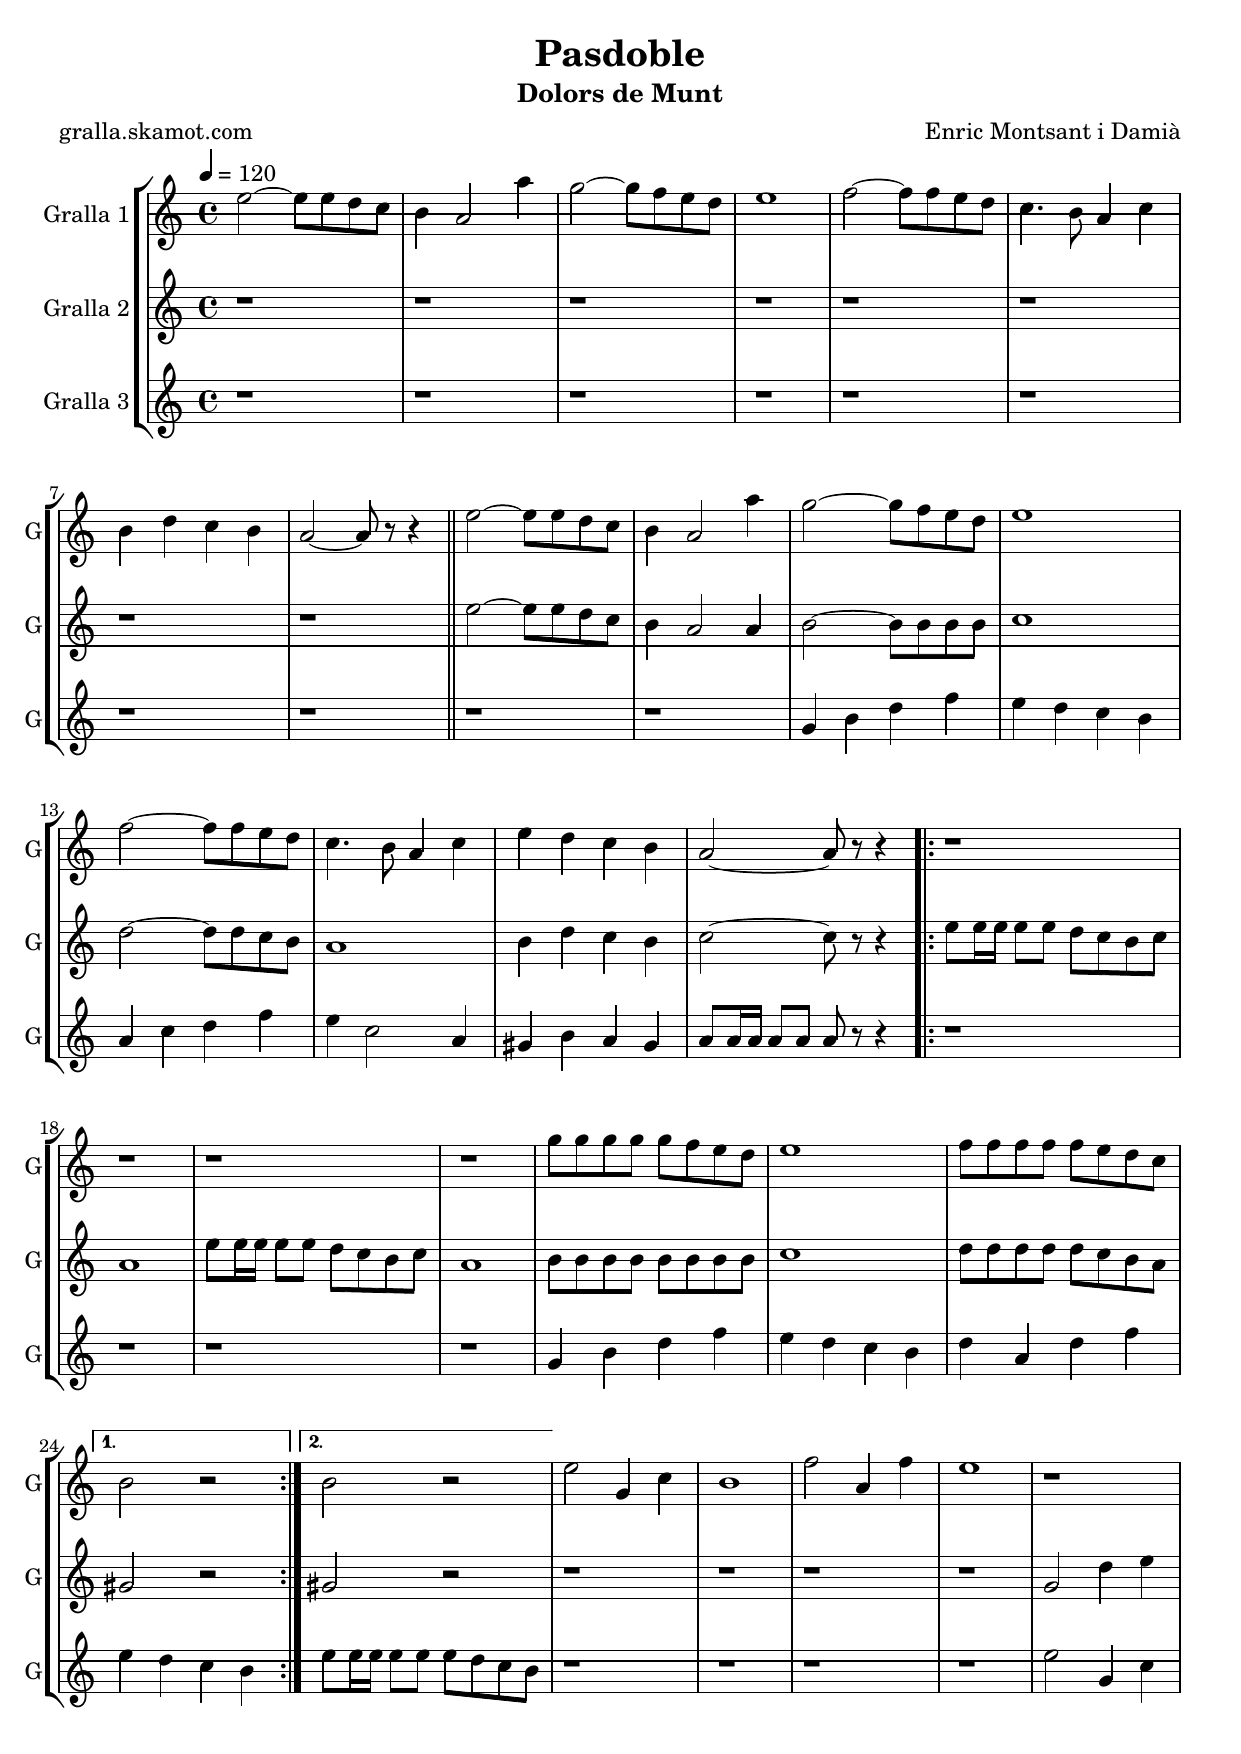 Pasdoble
Dolors de Munt
gralla.skamot.com
Enric Montsant i Damià
= 120
Gralla 1
Gralla 2
Gralla 3
7
G
G
G
13
G
G
G
18
G
G
G
24
1.
2.
G
G
G